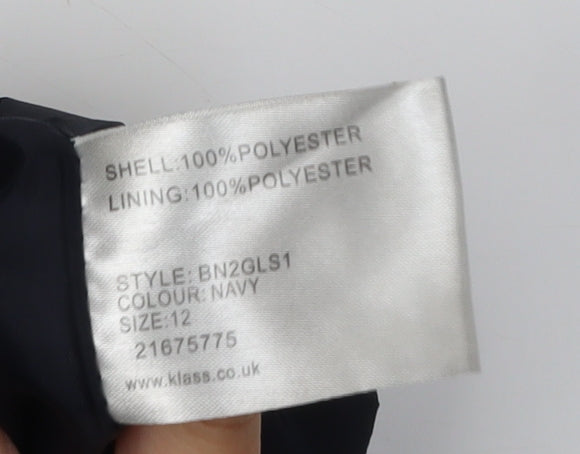 SHELL:100%POLYESTER
LINING:100%POLYESTER
STYLE: BN2GLS1
COLOUR: NAVY
SIZE:12
21675775
www.klass.co.uk